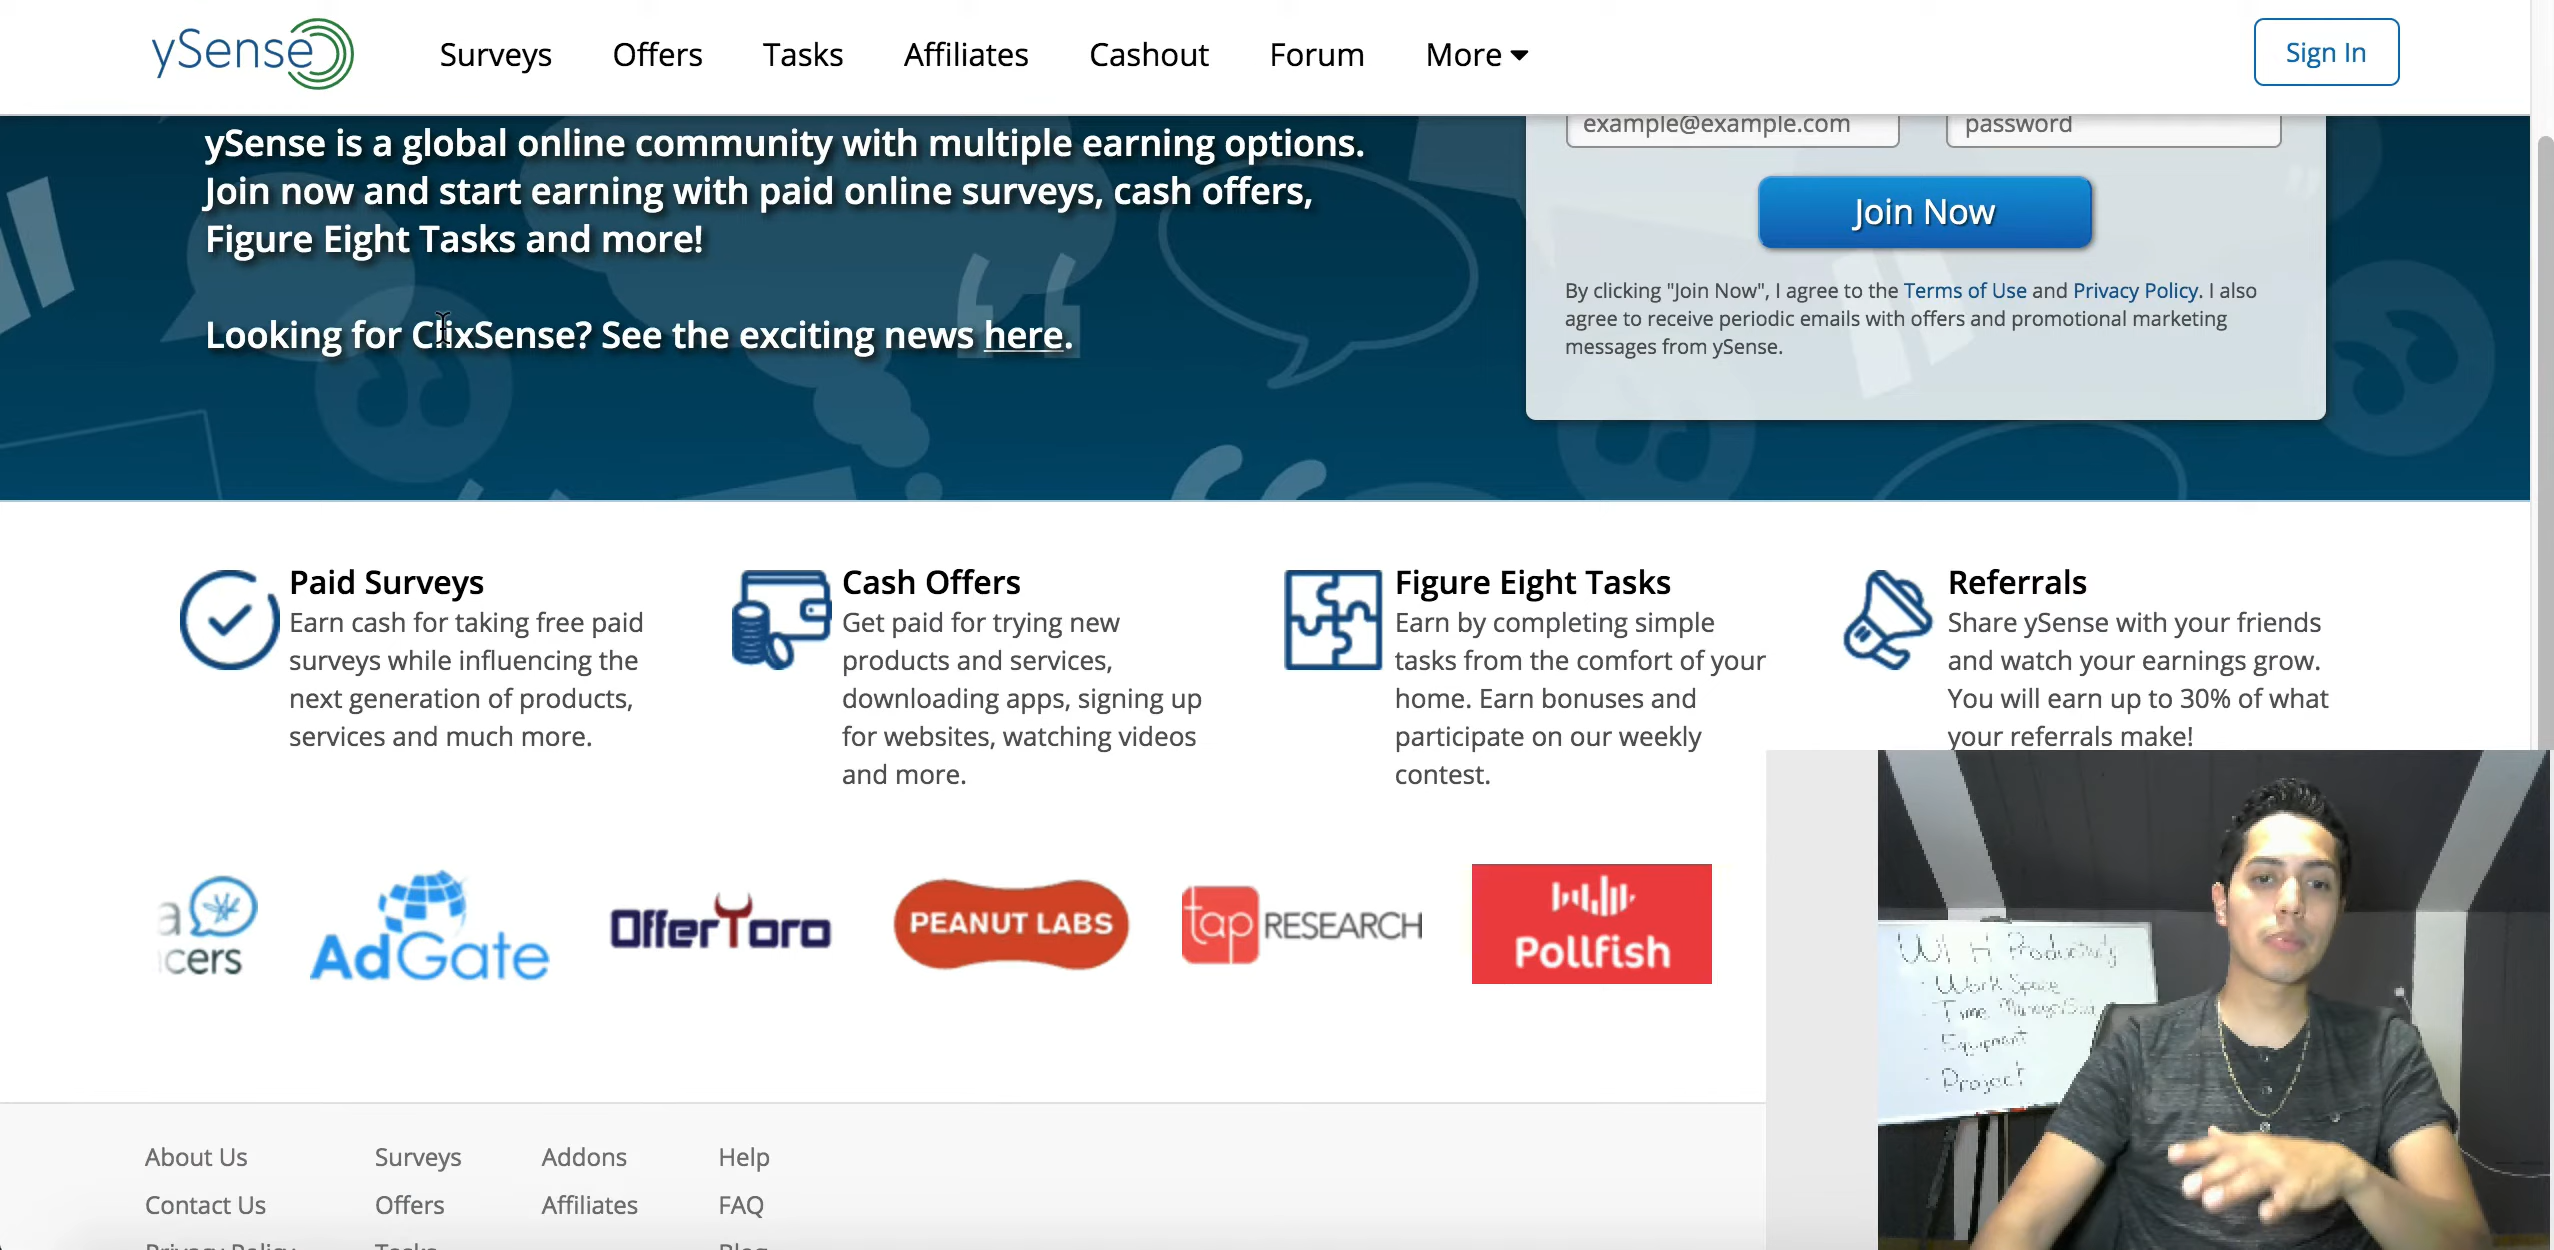 ySense
Surveys
Offers
Tasks
Affiliates
Cashout
Forum
More
Sign In
ySense is a global online community with multiple earning options.
Join now and start earning with paid online surveys, cash offers,
Figure Eight Tasks and more!
Looking for ClixSense? See the exciting news here.
example@example.com
password
Join Now
By clicking "Join Now", I agree to the Terms of Use and Privacy Policy. I also
agree to receive periodic emails with offers and promotional marketing
messages from ySense.
Paid Surveys
Earn cash for taking free paid
surveys while influencing the
next generation of products,
services and much more.
Cash Offers
Get paid for trying new
products and services,
downloading apps, signing up
for websites, watching videos
and more.
Figure Eight Tasks
Earn by completing simple
tasks from the comfort of your
home. Earn bonuses and
participate on our weekly
contest.
Referrals
Share ySense with your friends
and watch your earnings grow.
You will earn up to 30% of what
your referrals make!
a
cers
AdGate
OfferToro
PEANUT LABS
tap RESEARCH
Pollfish
Productivity
- Work Space
- Time
- Equipment
- Project
About Us
Surveys
Addons
Help
Contact Us
Offers
Affiliates
FAQ
Privacy Policy
Tasks
Blog